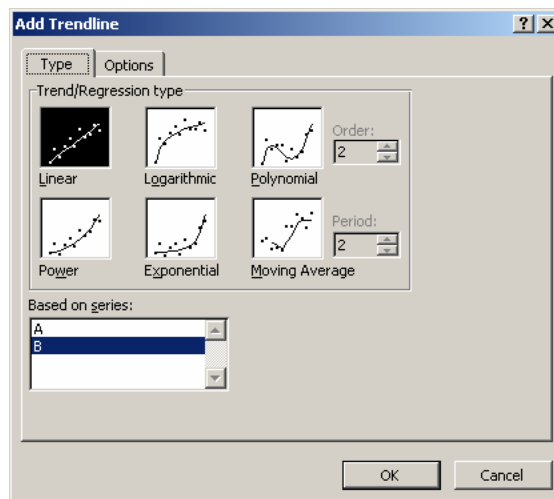 Add Trendline
Type Options
Trend/Regression type
Linear Logarithmic Polynomial Order: 2
Power Exponential Moving Average Period: 2
Based on series:
A
B
OK Cancel